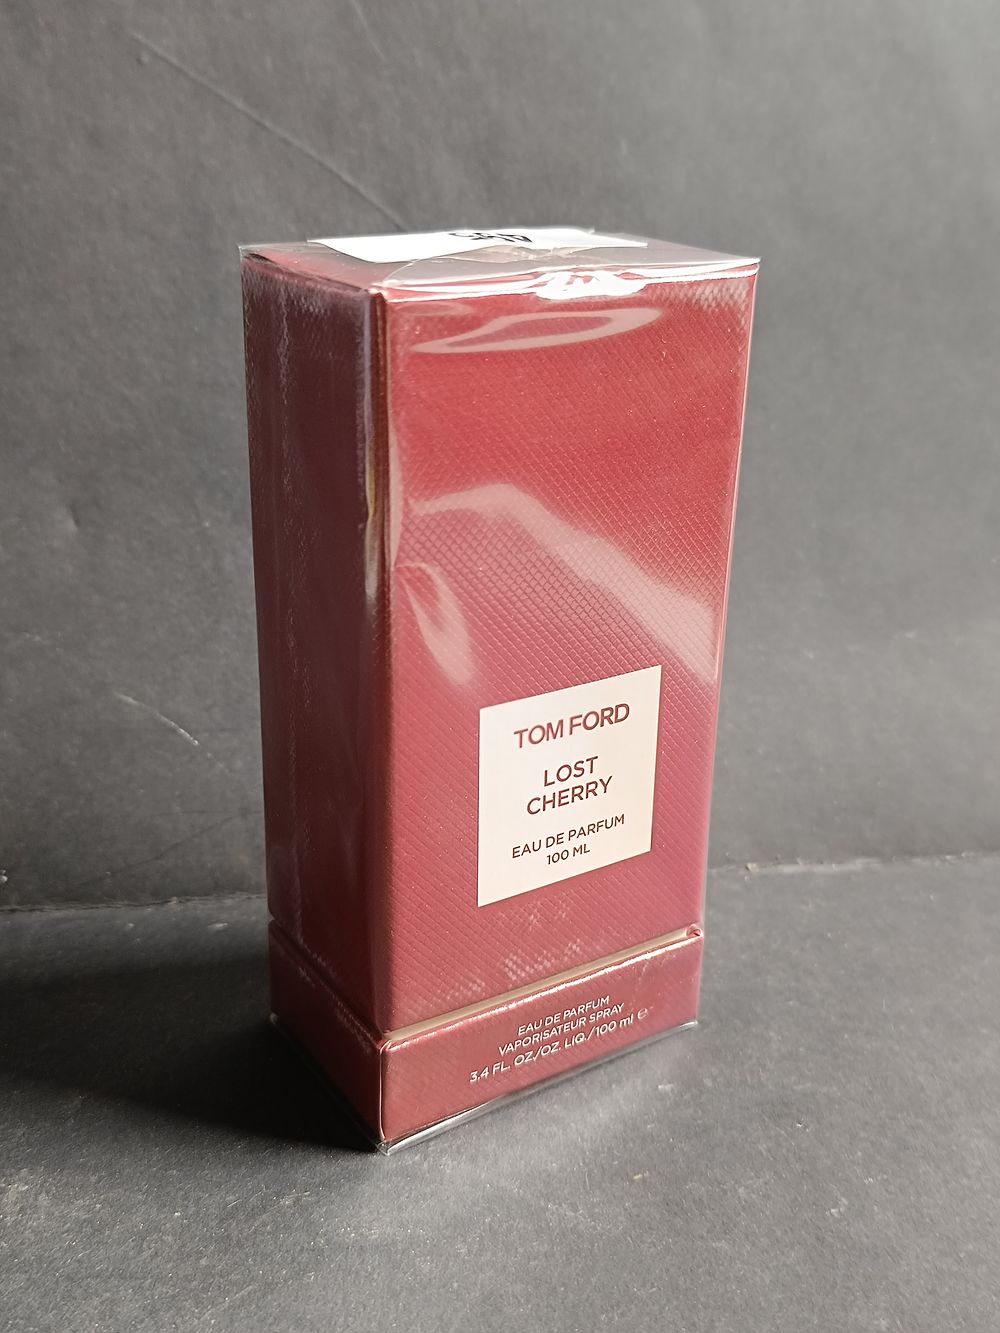 TOM FORD
LOST
CHERRY
EAU DE PARFUM
100 ML
EAU DE PARFUM
VAPORISATEUR SPRAY
3.4 FL. OZ./OZ. LIQ./100 ml ℮